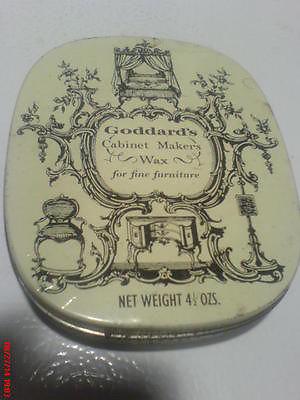 Goddard's
Cabinet Makers
Wax
for fine furniture
NET WEIGHT 4½ OZS.